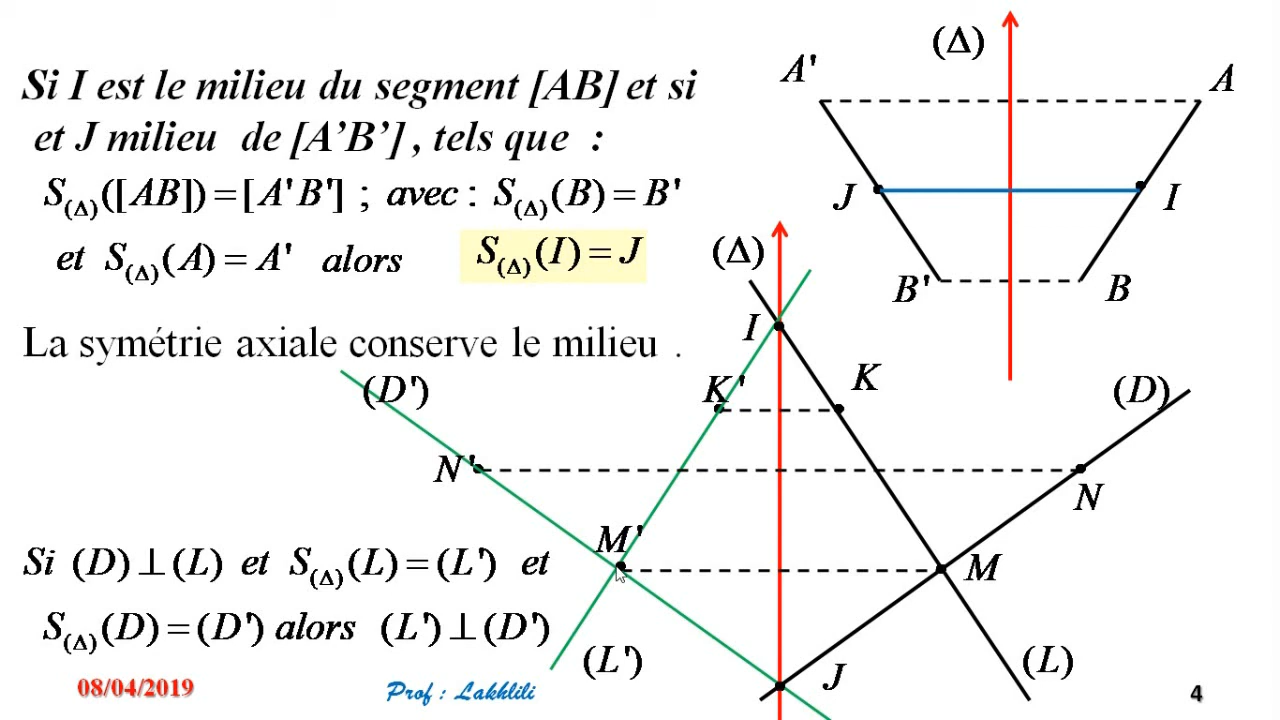 Si I est le milieu du segment [AB] et si
et J milieu de [A'B'] , tels que :
S(Δ)([AB]) = [A'B'] ; avec : S(Δ)(B) = B'
et S(Δ)(A) = A' alors S(Δ)(I) = J
La symétrie axiale conserve le milieu .
(Δ)
A'
A
J
I
B'
B
(Δ)
I
K'
K
(D')
(D)
N'
N
M'
M
(L')
J
(L)
Si (D) ⊥ (L) et S(Δ)(L) = (L') et
S(Δ)(D) = (D') alors (L') ⊥ (D')
08/04/2019
Prof : Lakhlili
4